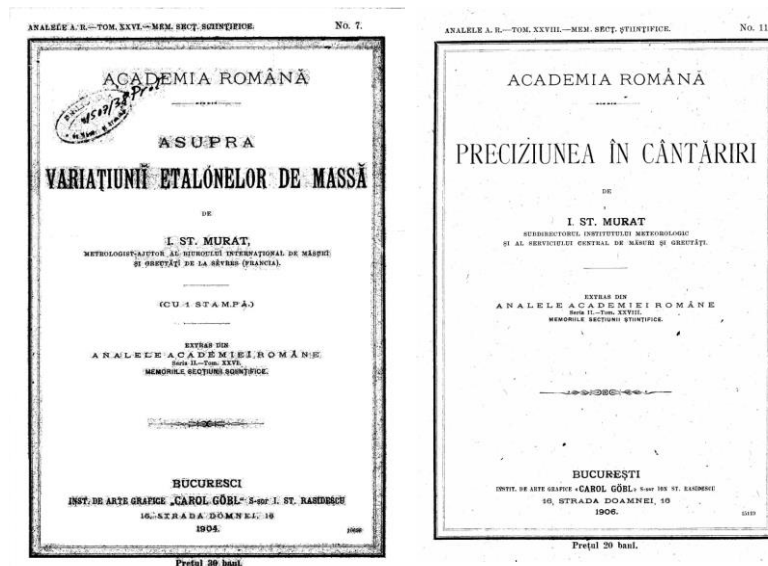 ANALELE A. R.—TOM. XXVI.—MEM. SECȚ. SCIINȚIFICE. No. 7.
ACADEMIA ROMÂNĂ
ASUPRA
VARIAȚIUNIĬ ETALÓNELOR DE MASSĂ
DE
I. ST. MURAT,
METROLOGIST-AJUTOR AL BIUROULUI INTERNAȚIONAL DE MĂSURI
ȘI GREUTĂȚI DE LA SÈVRES (FRANCIA).
(CU 1 STAMPĂ.)
EXTRAS DIN
ANALELE ACADEMIEI ROMÂNE
Seria II.—Tom. XXVI.
MEMORIILE SECȚIUNII SCIINȚIFICE.
BUCURESCI
INST. DE ARTE GRAFICE „CAROL GÖBL“ S-sor I. ST. RASIDESCU
16, STRADA DOMNEI, 16
1904.
Prețul 20 bani.
ANALELE A. R.—TOM. XXVIII.—MEM. SECȚ. ȘTIINȚIFICE. No. 11
ACADEMIA ROMÂNĂ
PRECIZIUNEA ÎN CÂNTĂRIRI
DE
I. ST. MURAT
SUBDIRECTORUL INSTITUTULUI METEOROLOGIC
ȘI AL SERVICIULUI CENTRAL DE MĂSURI ȘI GREUTĂȚI.
EXTRAS DIN
ANALELE ACADEMIEI ROMÂNE
Seria II.—Tom. XXVIII.
MEMORIILE SECȚIUNII ȘTIINȚIFICE.
BUCUREȘTI
INSTIT. DE ARTE GRAFICE «CAROL GÖBL» S-sor ION ST. RASIDESCU
16, STRADA DOAMNEI, 16
1906.
Prețul 20 bani.